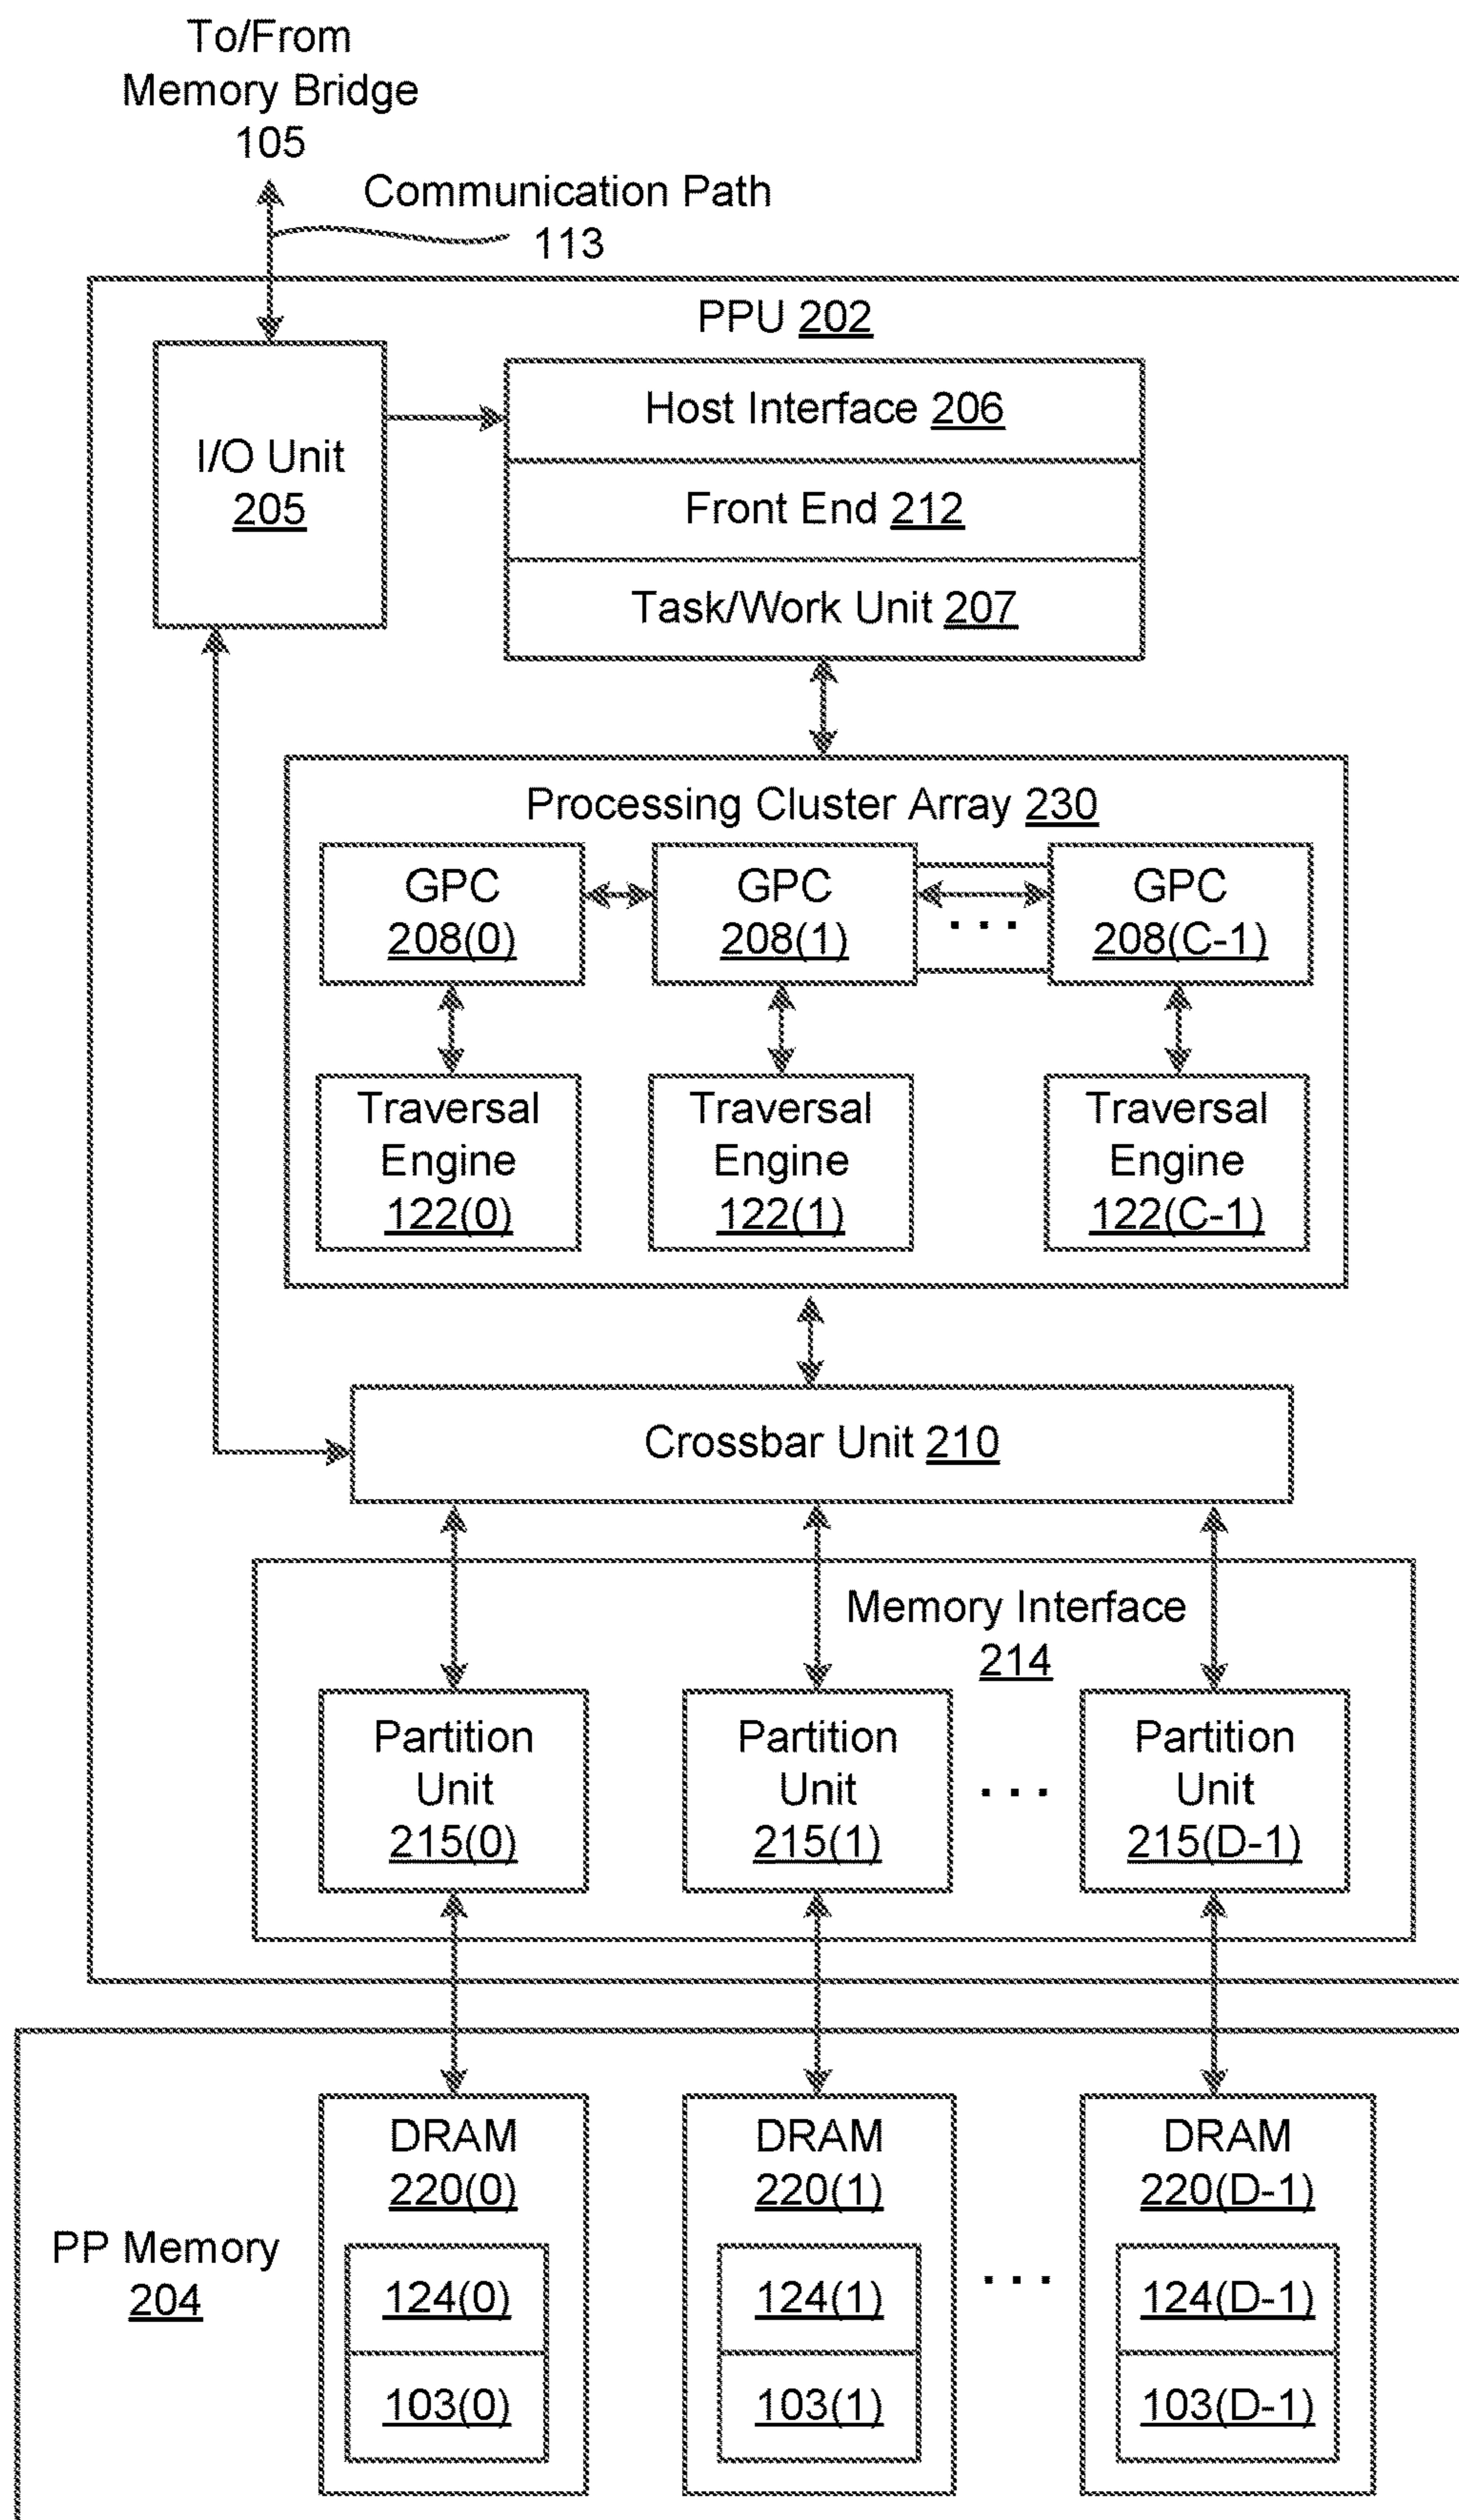 To/From
Memory Bridge
105
Communication Path
113
PPU 202
I/O Unit
205
Host Interface 206
Front End 212
Task/Work Unit 207
Processing Cluster Array 230
GPC
208(0)
GPC
208(1)
. . .
GPC
208(C-1)
Traversal
Engine
122(0)
Traversal
Engine
122(1)
Traversal
Engine
122(C-1)
Crossbar Unit 210
Memory Interface
214
Partition
Unit
215(0)
Partition
Unit
215(1)
. . .
Partition
Unit
215(D-1)
PP Memory
204
DRAM
220(0)
124(0)
103(0)
DRAM
220(1)
124(1)
103(1)
. . .
DRAM
220(D-1)
124(D-1)
103(D-1)